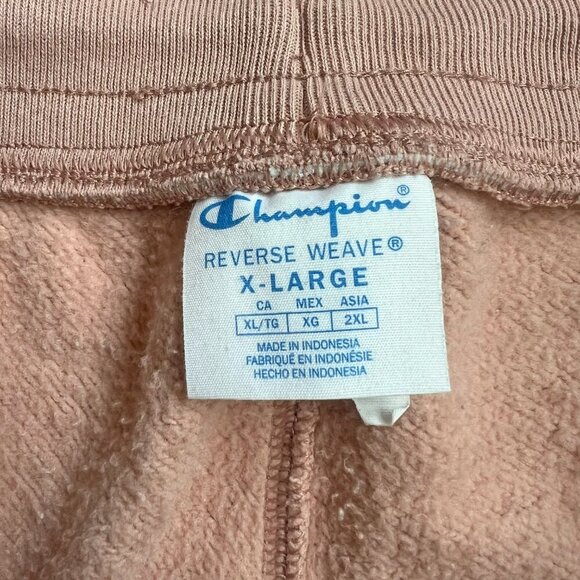 Champion®
REVERSE WEAVE®
X-LARGE
CA MEX ASIA
XL/TG XG 2XL
MADE IN INDONESIA
FABRIQUÉ EN INDONÉSIE
HECHO EN INDONESIA